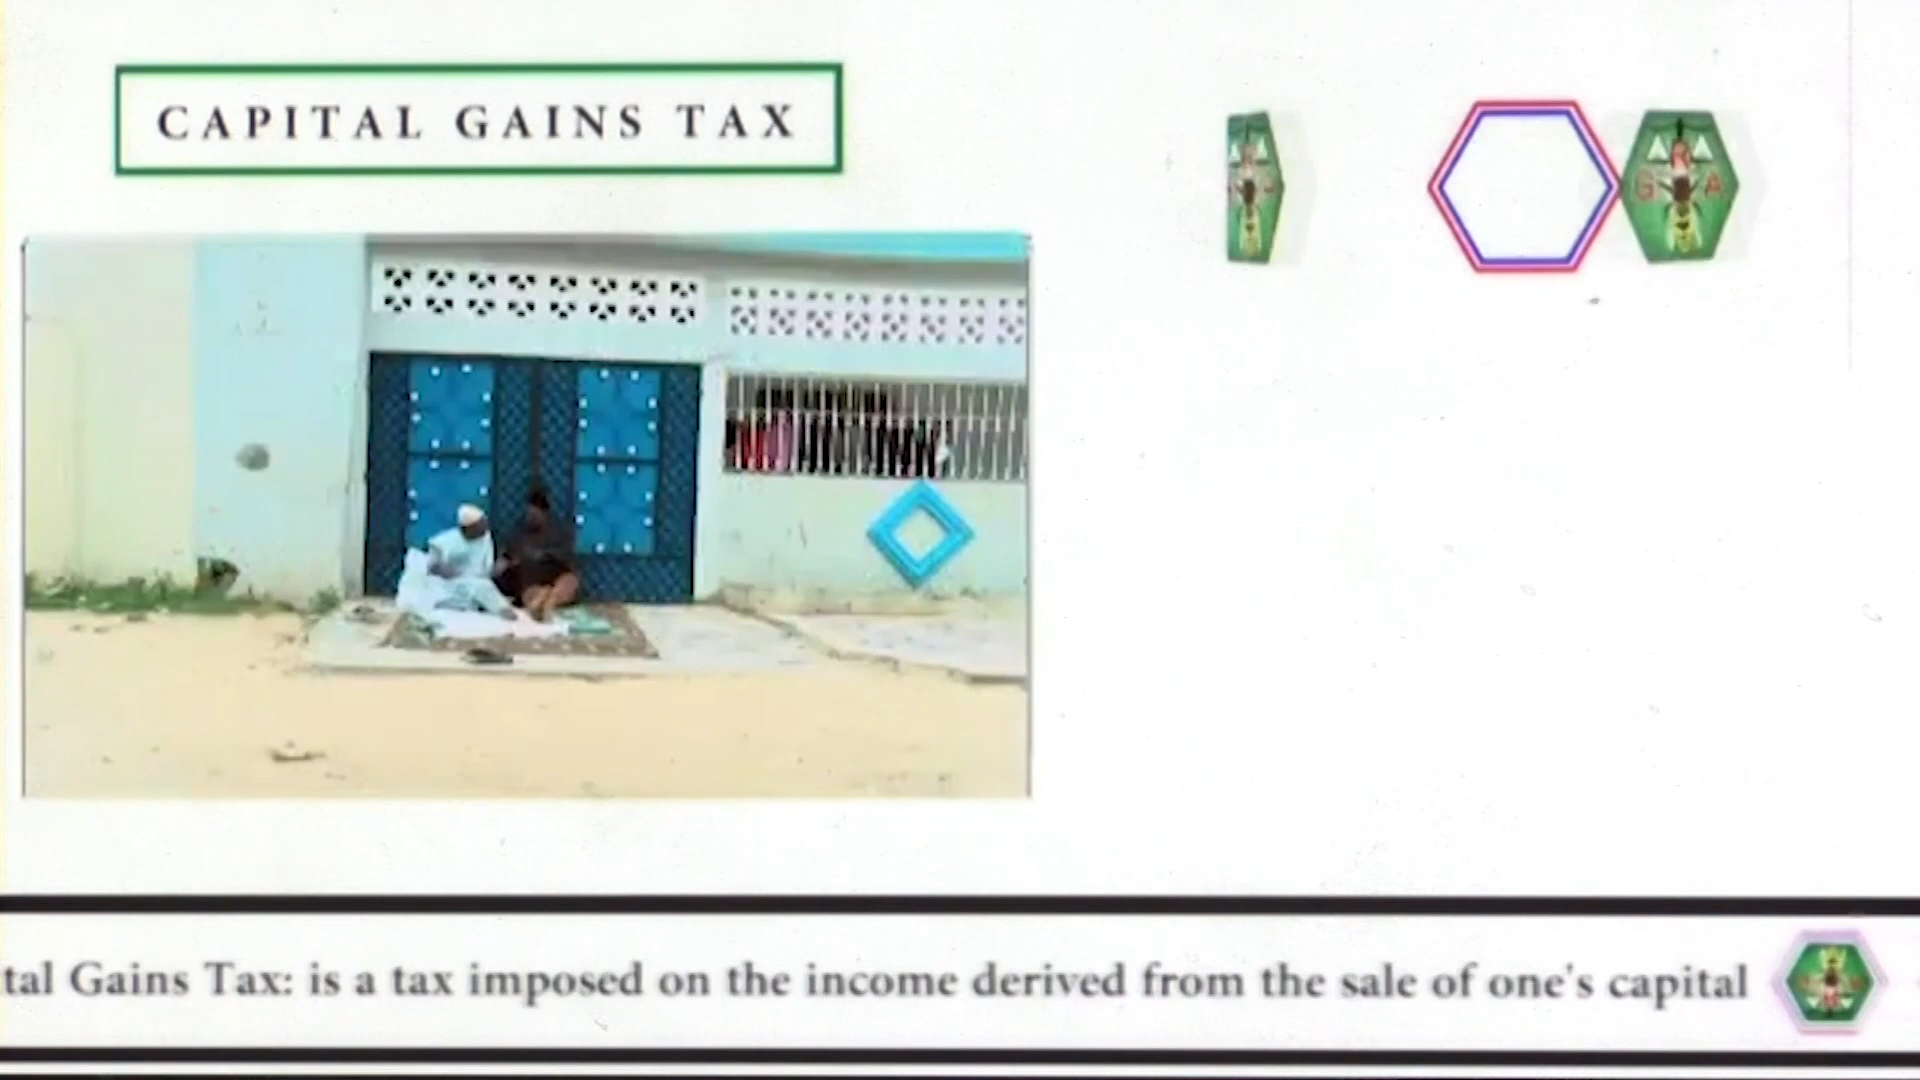 CAPITAL GAINS TAX
G A
tal Gains Tax: is a tax imposed on the income derived from the sale of one's capital